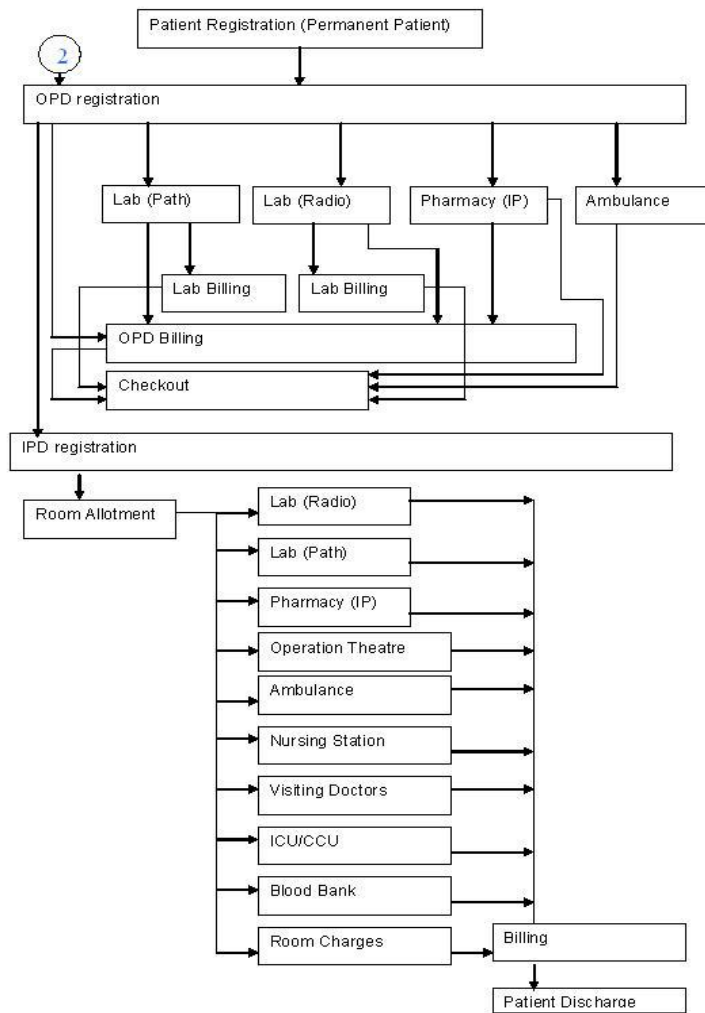 Patient Registration (Permanent Patient)
2
OPD registration
Lab (Path)
Lab (Radio)
Pharmacy (IP)
Ambulance
Lab Billing
Lab Billing
OPD Billing
Checkout
IPD registration
Room Allotment
Lab (Radio)
Lab (Path)
Pharmacy (IP)
Operation Theatre
Ambulance
Nursing Station
Visiting Doctors
ICU/CCU
Blood Bank
Room Charges
Billing
Patient Discharge